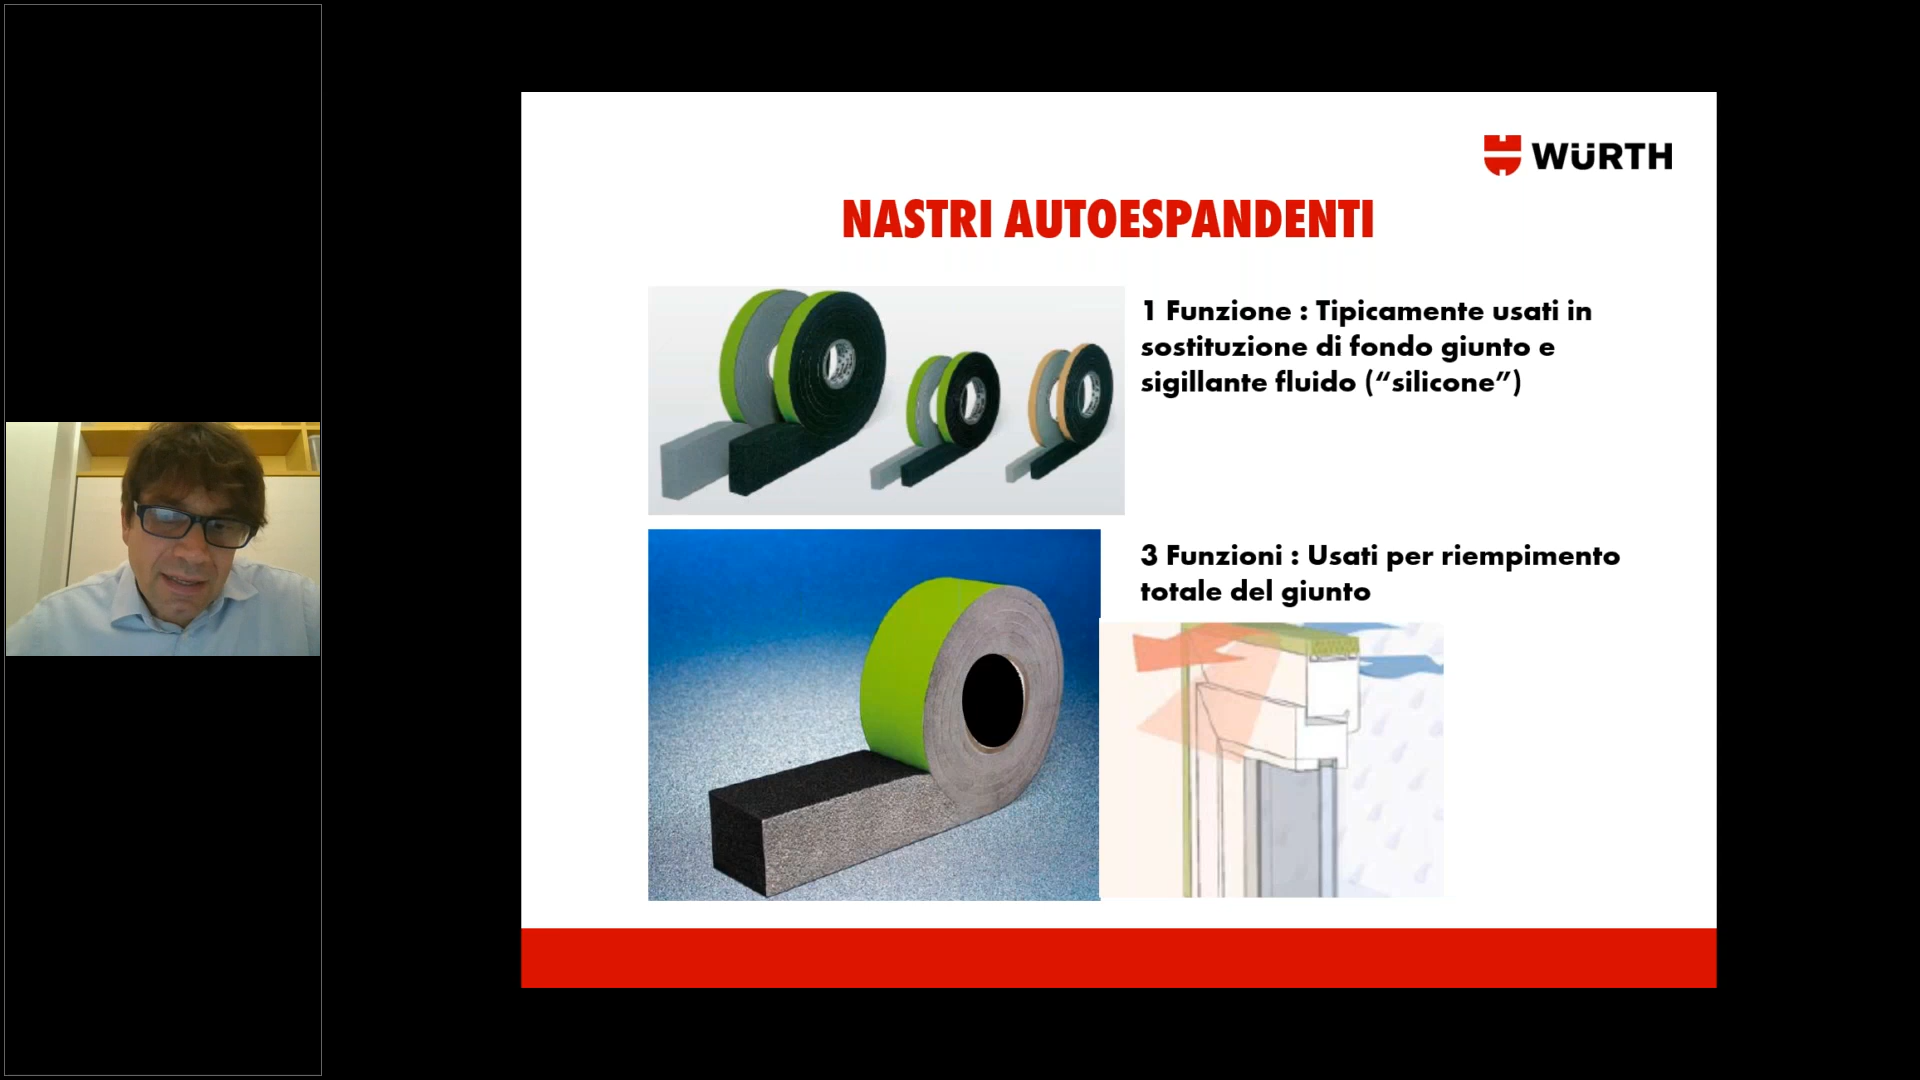 WÜRTH
NASTRI AUTOESPANDENTI
1 Funzione : Tipicamente usati in
sostituzione di fondo giunto e
sigillante fluido (“silicone”)
3 Funzioni : Usati per riempimento
totale del giunto